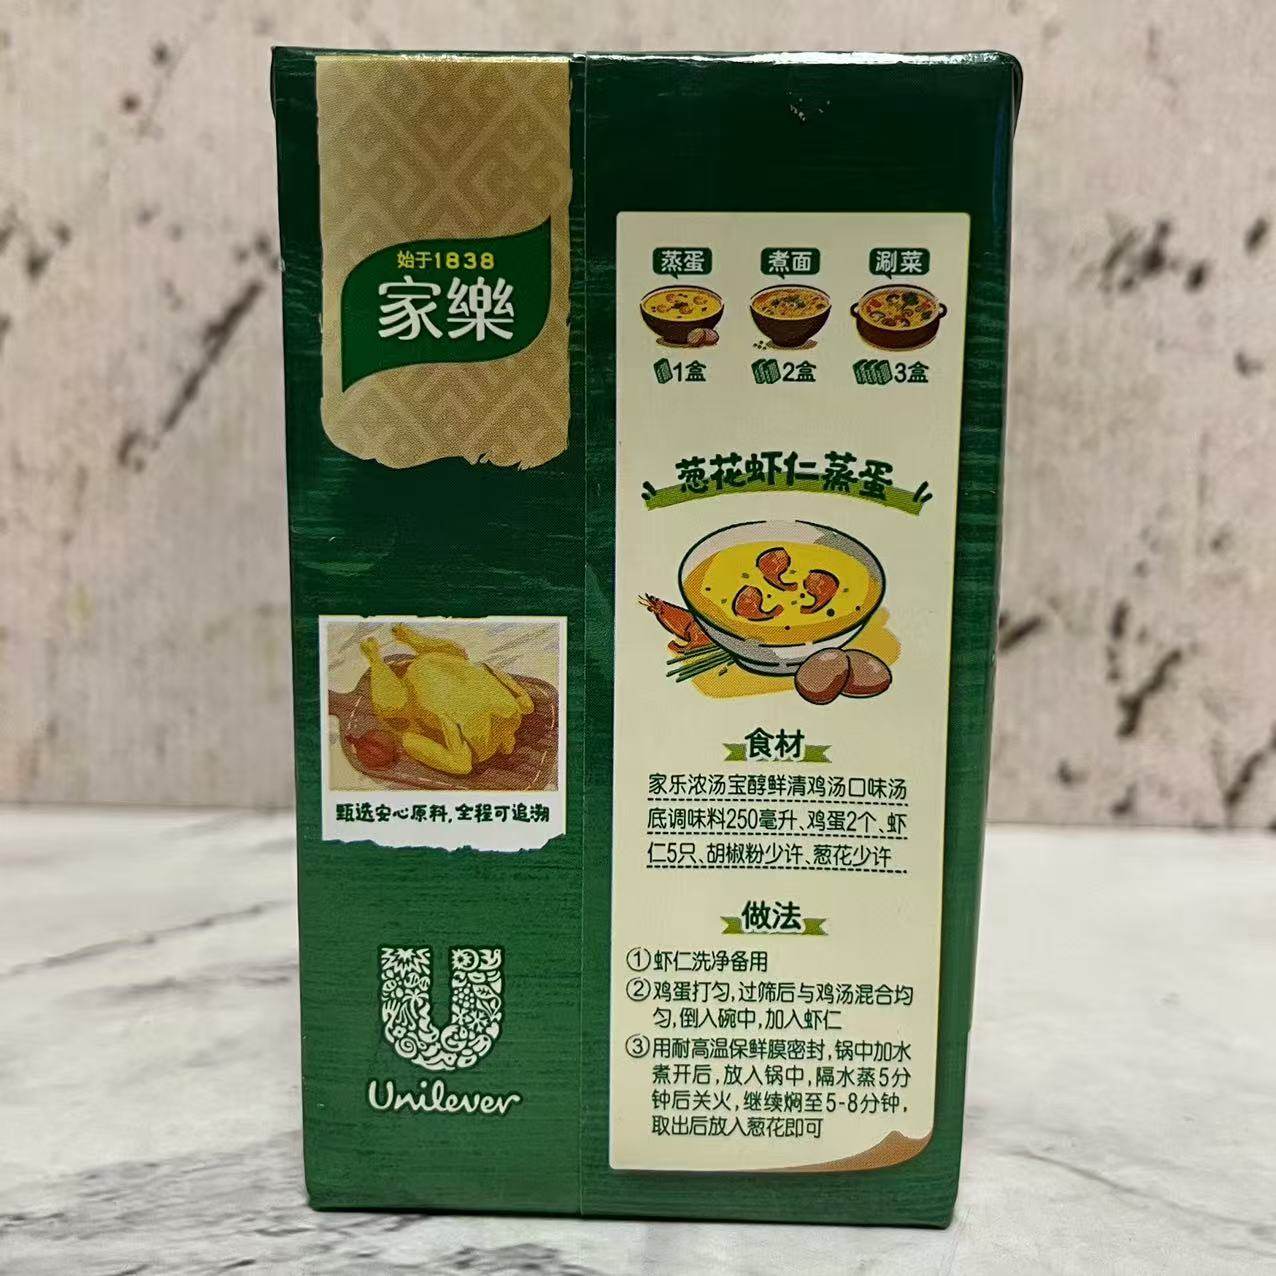 始于1838
家樂
甄选安心原料,全程可追溯
Unilever
蒸蛋 煮面 涮菜
1盒 2盒 3盒
葱花虾仁蒸蛋
食材
家乐浓汤宝醇鲜清鸡汤口味汤
底调味料250毫升、鸡蛋2个、虾
仁5只、胡椒粉少许、葱花少许
做法
①虾仁洗净备用
②鸡蛋打匀,过筛后与鸡汤混合均
匀,倒入碗中,加入虾仁
③用耐高温保鲜膜密封,锅中加水
煮开后,放入锅中,隔水蒸5分
钟后关火,继续焖至5-8分钟,
取出后放入葱花即可